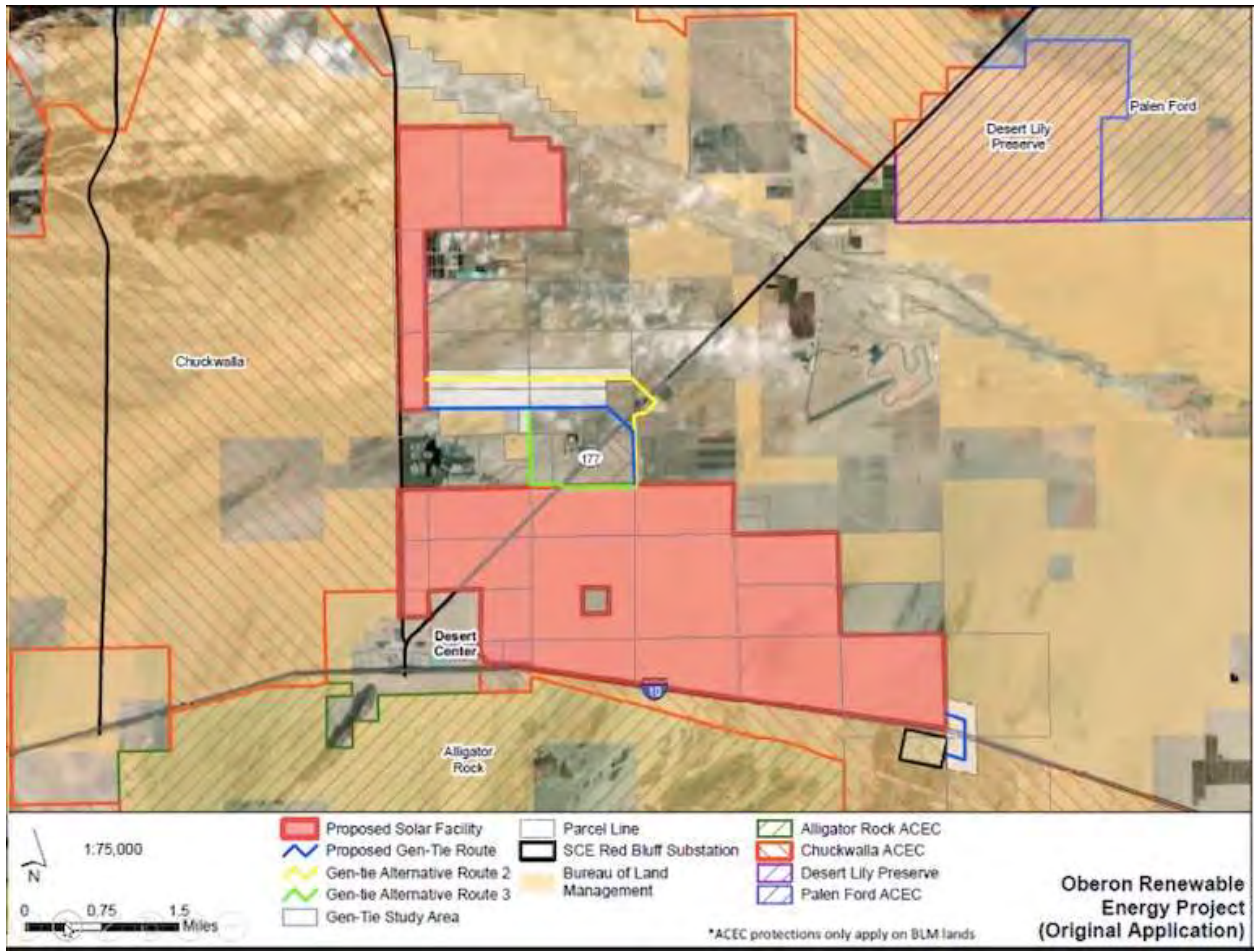 Palen Ford
Desert Lily
Preserve
Chuckwalla
177
Desert
Center
10
Alligator
Rock
1:75,000
N
0 0.75 1.5
Miles
Proposed Solar Facility
Proposed Gen-Tie Route
Gen-tie Alternative Route 2
Gen-tie Alternative Route 3
Gen-Tie Study Area
Parcel Line
SCE Red Bluff Substation
Bureau of Land
Management
Alligator Rock ACEC
Chuckwalla ACEC
Desert Lily Preserve
Palen Ford ACEC
*ACEC protections only apply on BLM lands
Oberon Renewable
Energy Project
(Original Application)